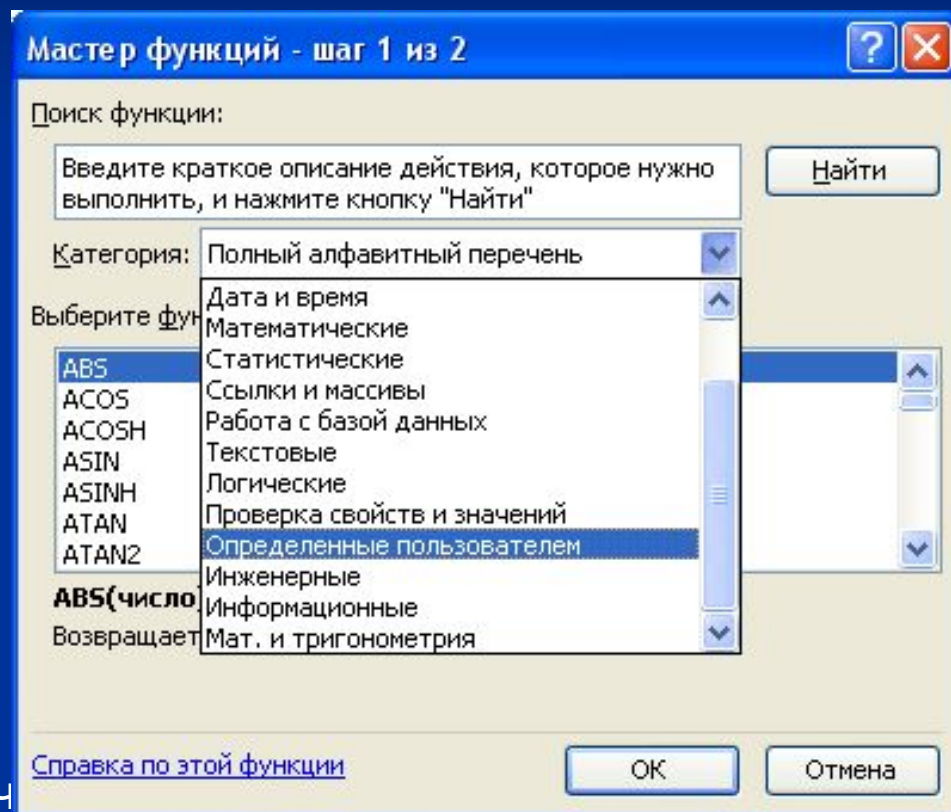 Мастер функций - шаг 1 из 2
Поиск функции:
Введите краткое описание действия, которое нужно
выполнить, и нажмите кнопку "Найти"
Найти
Категория: Полный алфавитный перечень
Дата и время
Математические
Статистические
Ссылки и массивы
Работа с базой данных
Текстовые
Логические
Проверка свойств и значений
Определенные пользователем
Инженерные
Информационные
Мат. и тригонометрия
Выберите
ABS
ACOS
ACOSH
ASIN
ASINH
ATAN
ATAN2
ABS(число
Возвращает
Справка по этой функции
ОК
Отмена